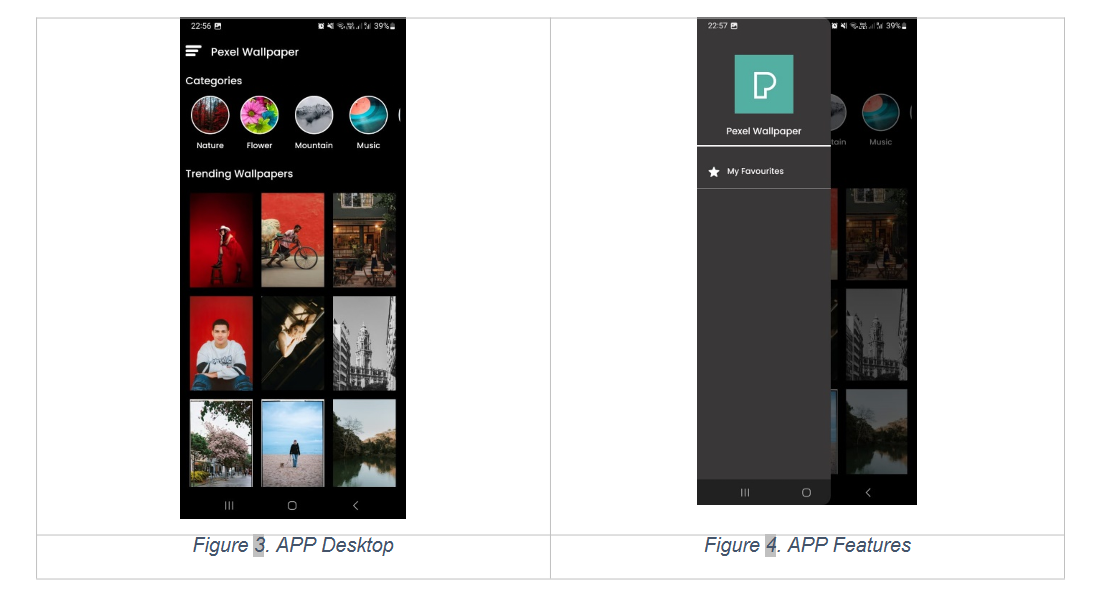 22:56 39%
Pexel Wallpaper
Categories
Nature Flower Mountain Music
Trending Wallpapers
Figure 3. APP Desktop
22:57 39%
Pexel Wallpaper
tain Music
My Favourites
Figure 4. APP Features